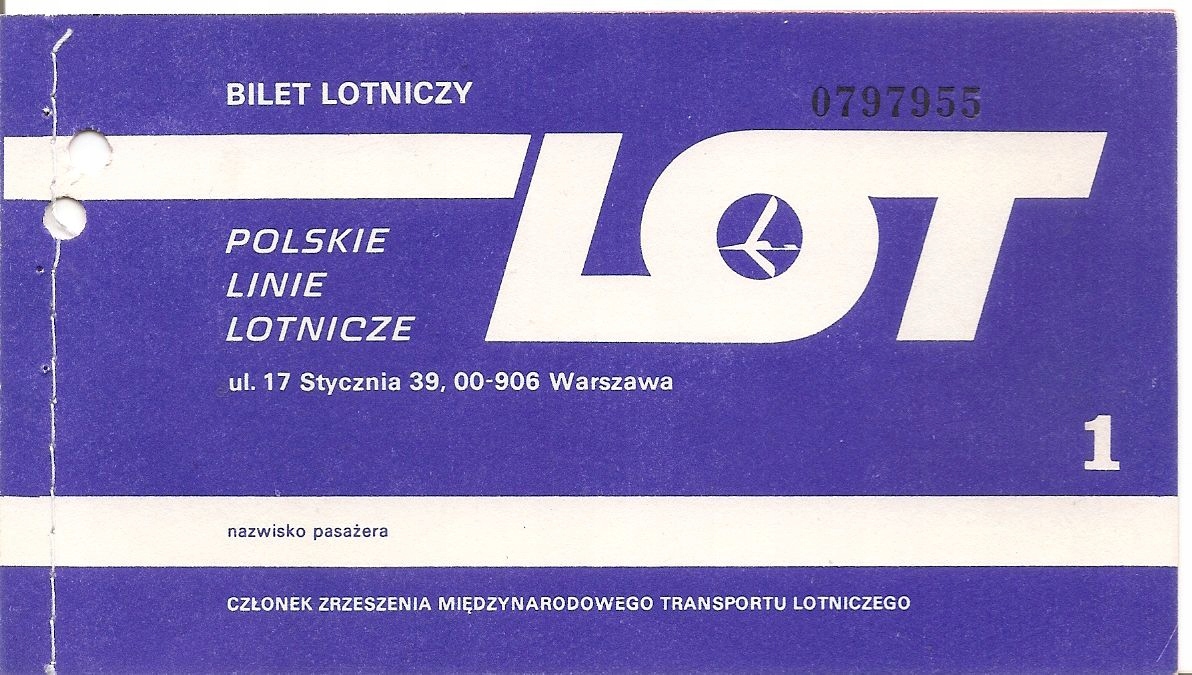 BILET LOTNICZY
0797955
LOT
POLSKIE
LINIE
LOTNICZE
ul. 17 Stycznia 39, 00-906 Warszawa
1
nazwisko pasażera
CZŁONEK ZRZESZENIA MIĘDZYNARODOWEGO TRANSPORTU LOTNICZEGO